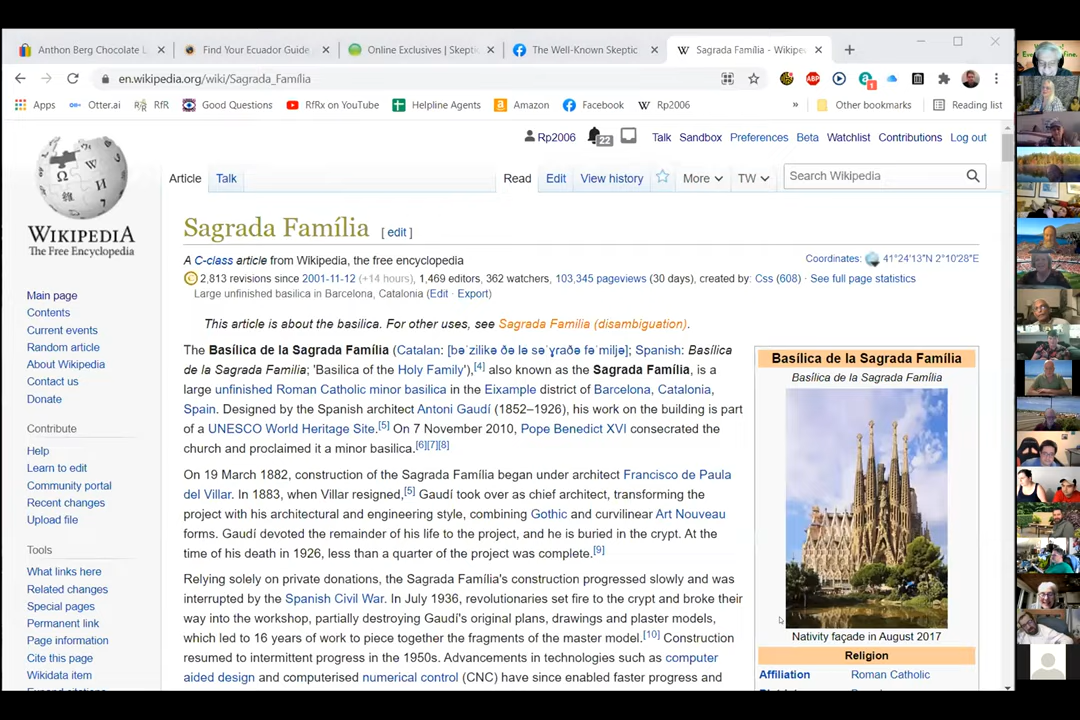 Anthon Berg Chocolate L
Find Your Ecuador Guide
Online Exclusives | Skepti
The Well-Known Skeptic
Sagrada Família - Wikipe
en.wikipedia.org/wiki/Sagrada_Família
ABP
1
Apps
Otter.ai
RfR
Good Questions
RfRx on YouTube
Helpline Agents
Amazon
Facebook
Rp2006
»
Other bookmarks
Reading list
Rp2006
22
Talk
Sandbox
Preferences
Beta
Watchlist
Contributions
Log out
Article
Talk
Read
Edit
View history
More
TW
Search Wikipedia
WIKIPEDIA
The Free Encyclopedia
Main page
Contents
Current events
Random article
About Wikipedia
Contact us
Donate
Contribute
Help
Learn to edit
Community portal
Recent changes
Upload file
Tools
What links here
Related changes
Special pages
Permanent link
Page information
Cite this page
Wikidata item
Sagrada Família [ edit ]
A C-class article from Wikipedia, the free encyclopedia
Coordinates: 41°24′13″N 2°10′28″E
2,813 revisions since 2001-11-12 (+14 hours), 1,469 editors, 362 watchers, 103,345 pageviews (30 days), created by: Css (608) · See full page statistics
Large unfinished basilica in Barcelona, Catalonia (Edit · Export)
This article is about the basilica. For other uses, see Sagrada Familia (disambiguation).
The Basílica de la Sagrada Família (Catalan: [bəˈzilikə ðə lə səˈɣɾaðə fəˈmiljə]; Spanish: Basílica
de la Sagrada Familia; 'Basilica of the Holy Family'),[4] also known as the Sagrada Família, is a
large unfinished Roman Catholic minor basilica in the Eixample district of Barcelona, Catalonia,
Spain. Designed by the Spanish architect Antoni Gaudí (1852–1926), his work on the building is part
of a UNESCO World Heritage Site.[5] On 7 November 2010, Pope Benedict XVI consecrated the
church and proclaimed it a minor basilica.[6][7][8]
On 19 March 1882, construction of the Sagrada Família began under architect Francisco de Paula
del Villar. In 1883, when Villar resigned,[5] Gaudí took over as chief architect, transforming the
project with his architectural and engineering style, combining Gothic and curvilinear Art Nouveau
forms. Gaudí devoted the remainder of his life to the project, and he is buried in the crypt. At the
time of his death in 1926, less than a quarter of the project was complete.[9]
Relying solely on private donations, the Sagrada Família's construction progressed slowly and was
interrupted by the Spanish Civil War. In July 1936, revolutionaries set fire to the crypt and broke their
way into the workshop, partially destroying Gaudí's original plans, drawings and plaster models,
which led to 16 years of work to piece together the fragments of the master model.[10] Construction
resumed to intermittent progress in the 1950s. Advancements in technologies such as computer
aided design and computerised numerical control (CNC) have since enabled faster progress and
Basílica de la Sagrada Família
Basílica de la Sagrada Família
Nativity façade in August 2017
Religion
Affiliation
Roman Catholic